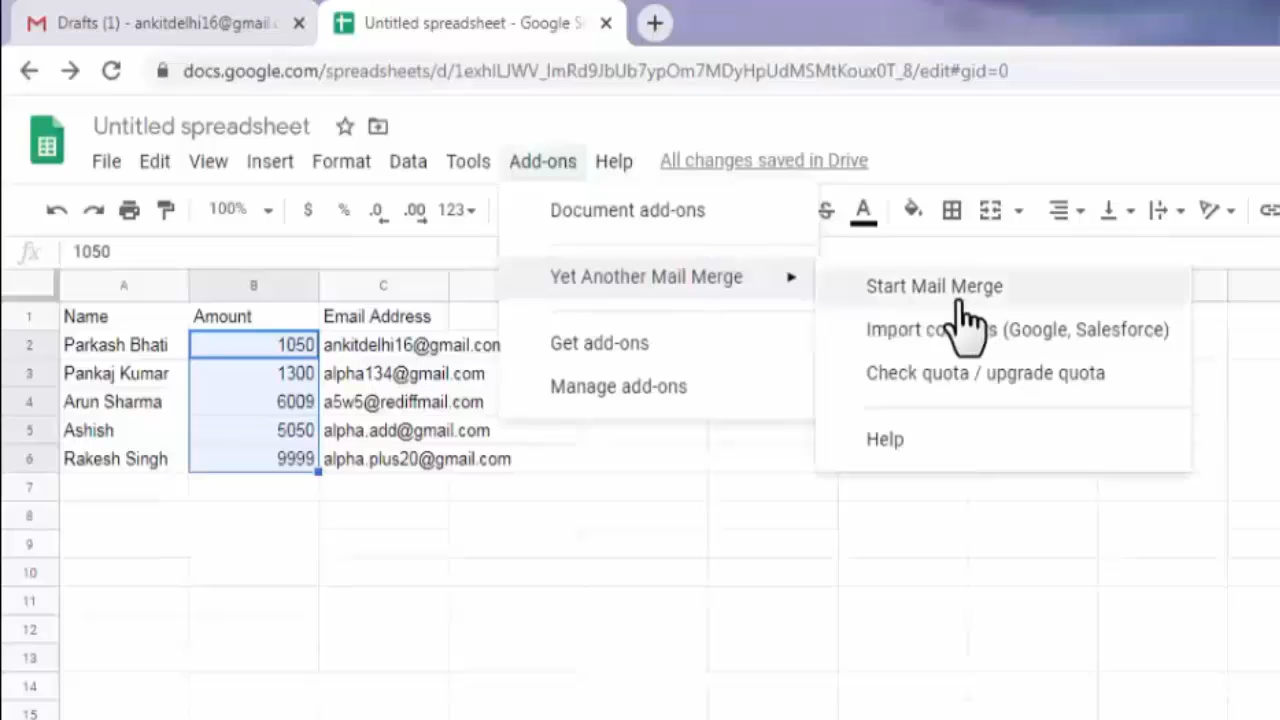 Drafts (1) - ankitdelhi16@gmail.c
Untitled spreadsheet - Google S
docs.google.com/spreadsheets/d/1exhlLJWV_ImRd9JbUb7ypOm7MDyHpUdMSMtKoux0T_8/edit#gid=0
Untitled spreadsheet
File Edit View Insert Format Data Tools Add-ons Help All changes saved in Drive
100% $ % .0 .00 123
Document add-ons
fx 1050
Yet Another Mail Merge
Start Mail Merge
Import (Google, Salesforce)
Get add-ons
Check quota / upgrade quota
Manage add-ons
Help
A B C
1 Name Amount Email Address
2 Parkash Bhati 1050 ankitdelhi16@gmail.con
3 Pankaj Kumar 1300 alpha134@gmail.com
4 Arun Sharma 6009 a5w5@rediffmail.com
5 Ashish 5050 alpha.add@gmail.com
6 Rakesh Singh 9999 alpha.plus20@gmail.com
7
8
9
10
11
12
13
14
15